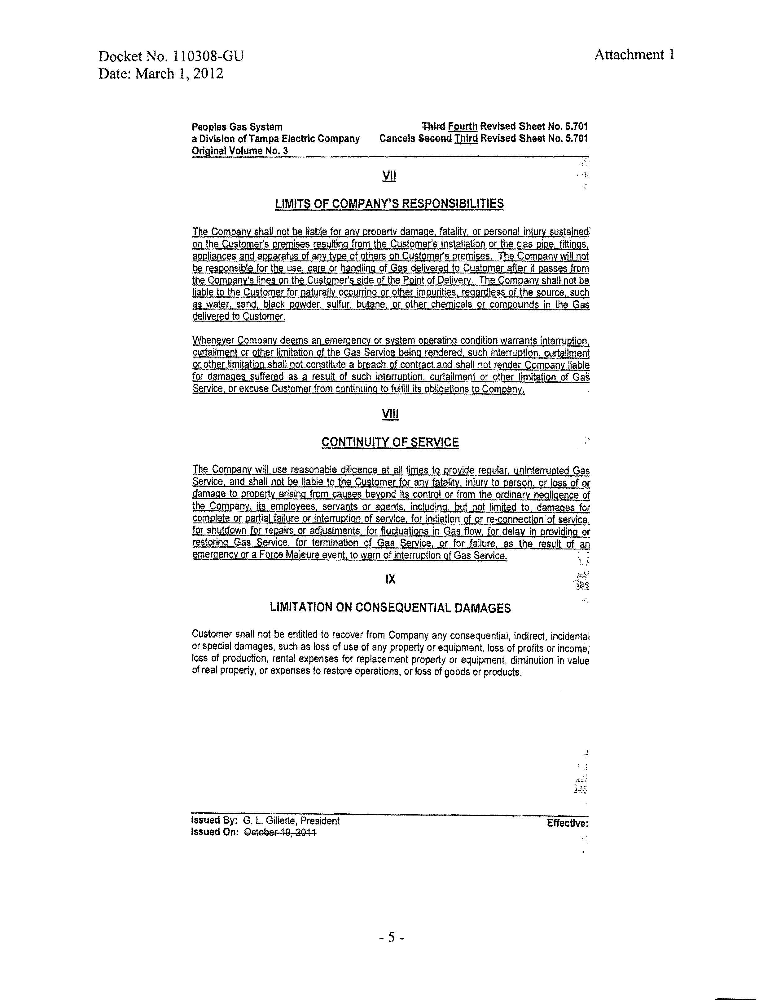 Docket No. 110308-GU
Attachment 1
Date: March 1, 2012
Peoples Gas System
Third Fourth Revised Sheet No. 5.701
a Division of Tampa Electric Company
Cancels Second Third Revised Sheet No. 5.701
Original Volume No. 3
VII
LIMITS OF COMPANY'S RESPONSIBILITIES
The Company shall not be liable for any property damage, fatality, or personal injury sustained
on the Customer's premises resulting from the Customer's Installation or the gas pipe, fittings,
appliances and apparatus of any type of others on Customer's premises. The Company will not
be responsible for the use, care or handling of Gas delivered to Customer after it passes from
the Company's lines on the Customer's side of the Point of Delivery. The Company shall not be
liable to the Customer for naturally occurring or other impurities, regardless of the source, such
as water, sand, black powder, sulfur, butane, or other chemicals or compounds in the Gas
delivered to Customer.
Whenever Company deems an emergency or system operating condition warrants interruption,
curtailment or other limitation of the Gas Service being rendered, such interruption, curtailment
or other limitation shall not constitute a breach of contract and shall not render Company liable
for damages suffered as a result of such interruption, curtailment or other limitation of Gas
Service, or excuse Customer from continuing to fulfill its obligations to Company.
VIII
CONTINUITY OF SERVICE
The Company will use reasonable diligence at all times to provide regular, uninterrupted Gas
Service, and shall not be liable to the Customer for any fatality, injury to person, or loss of or
damage to property arising from causes beyond its control or from the ordinary negligence of
the Company, its employees, servants or agents, including, but not limited to, damages for
complete or partial failure or interruption of service, for initiation of or re-connection of service,
for shutdown for repairs or adjustments, for fluctuations in Gas flow, for delay in providing or
restoring Gas Service, for termination of Gas Service, or for failure, as the result of an
emergency or a Force Majeure event, to warn of interruption of Gas Service.
IX
LIMITATION ON CONSEQUENTIAL DAMAGES
Customer shall not be entitled to recover from Company any consequential, indirect, incidental
or special damages, such as loss of use of any property or equipment, loss of profits or income,
loss of production, rental expenses for replacement property or equipment, diminution in value
of real property, or expenses to restore operations, or loss of goods or products.
Issued By: G. L. Gillette, President
Effective:
Issued On: October 19, 2011
- 5 -